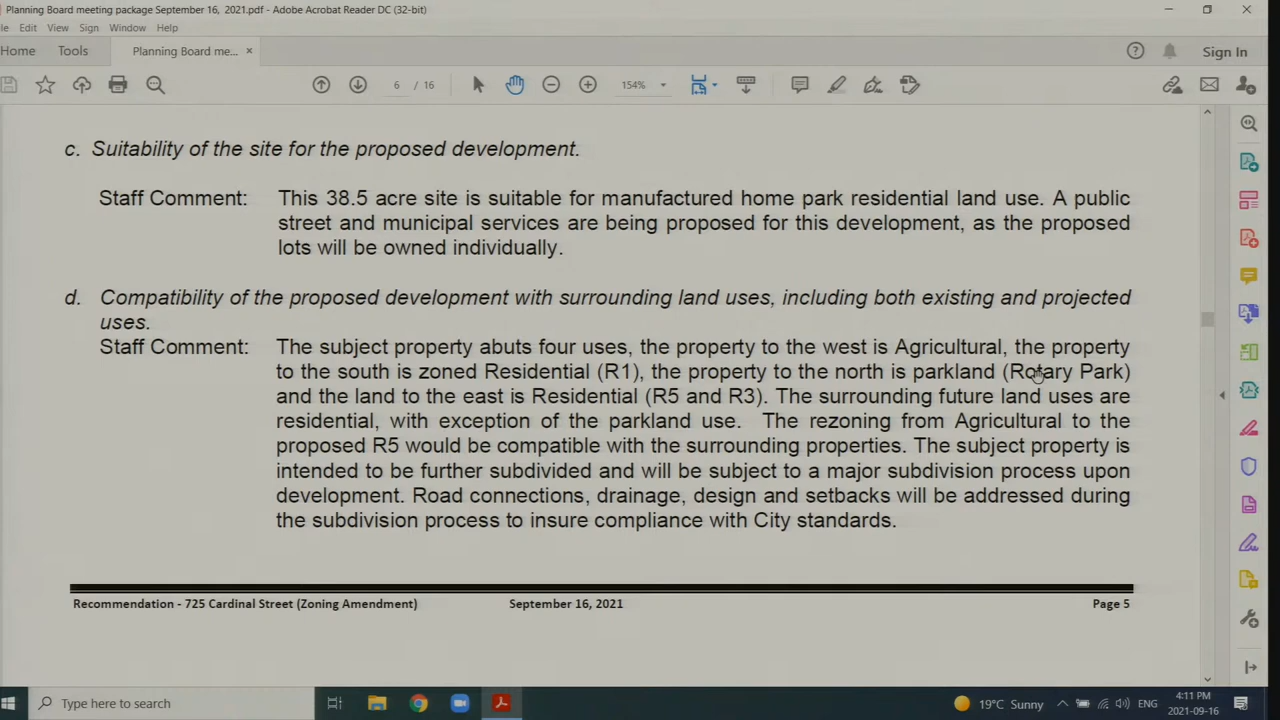 Planning Board meeting package September 16, 2021.pdf - Adobe Acrobat Reader DC (32-bit)
Edit View Sign Window Help
Home Tools Planning Board me... × Sign In
6 / 16 154%
c. Suitability of the site for the proposed development.
Staff Comment: This 38.5 acre site is suitable for manufactured home park residential land use. A public
street and municipal services are being proposed for this development, as the proposed
lots will be owned individually.
d. Compatibility of the proposed development with surrounding land uses, including both existing and projected
uses.
Staff Comment: The subject property abuts four uses, the property to the west is Agricultural, the property
to the south is zoned Residential (R1), the property to the north is parkland (Rotary Park)
and the land to the east is Residential (R5 and R3). The surrounding future land uses are
residential, with exception of the parkland use. The rezoning from Agricultural to the
proposed R5 would be compatible with the surrounding properties. The subject property is
intended to be further subdivided and will be subject to a major subdivision process upon
development. Road connections, drainage, design and setbacks will be addressed during
the subdivision process to insure compliance with City standards.
Recommendation - 725 Cardinal Street (Zoning Amendment) September 16, 2021 Page 5
Type here to search 19°C Sunny ENG 4:11 PM
2021-09-16